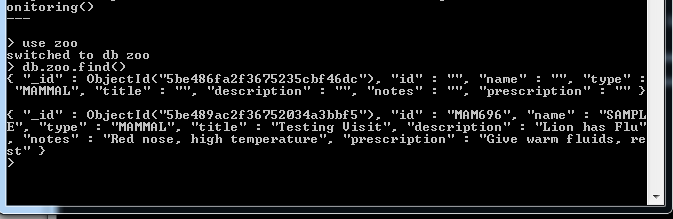 onitoring()
---
> use zoo
switched to db zoo
> db.zoo.find()
{ "_id" : ObjectId("5be486fa2f3675235cbf46dc"), "id" : "", "name" : "", "type" :
"MAMMAL", "title" : "", "description" : "", "notes" : "", "prescription" : "" }
{ "_id" : ObjectId("5be489ac2f36752034a3bbf5"), "id" : "MAM696", "name" : "SAMPL
E", "type" : "MAMMAL", "title" : "Testing Visit", "description" : "Lion has Flu"
, "notes" : "Red nose, high temperature", "prescription" : "Give warm fluids, re
st" }
>